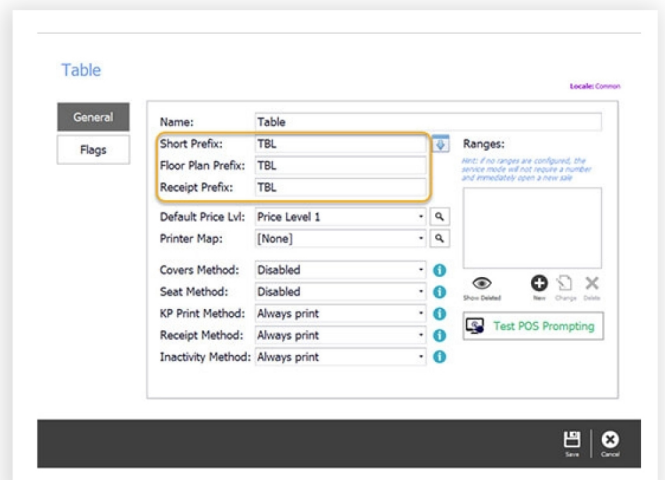 Table
Locale: Common
General
Flags
Name: Table
Short Prefix: TBL
Floor Plan Prefix: TBL
Receipt Prefix: TBL
Default Price Lvl: Price Level 1
Printer Map: [None]
Covers Method: Disabled
Seat Method: Disabled
KP Print Method: Always print
Receipt Method: Always print
Inactivity Method: Always print
Ranges:
Hint: if no ranges are configured, the
service mode will not require a number
and immediately open a new sale
Show Deleted
New Change Delete
Test POS Prompting
Save Cancel